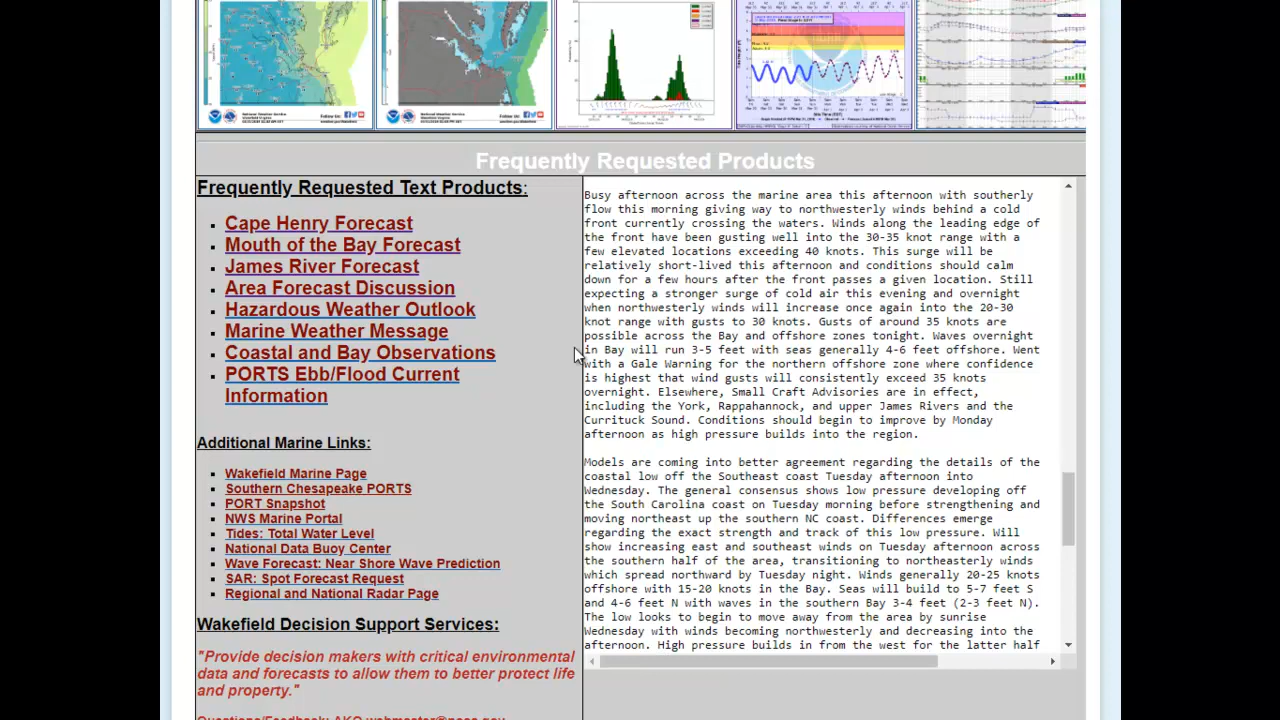 Frequently Requested Products
Frequently Requested Text Products:
Cape Henry Forecast
Mouth of the Bay Forecast
James River Forecast
Area Forecast Discussion
Hazardous Weather Outlook
Marine Weather Message
Coastal and Bay Observations
PORTS Ebb/Flood Current
Information
Additional Marine Links:
Wakefield Marine Page
Southern Chesapeake PORTS
PORT Snapshot
NWS Marine Portal
Tides: Total Water Level
National Data Buoy Center
Wave Forecast: Near Shore Wave Prediction
SAR: Spot Forecast Request
Regional and National Radar Page
Wakefield Decision Support Services:
"Provide decision makers with critical environmental
data and forecasts to allow them to better protect life
and property."
Questions/Feedback: AKQ.webmaster@noaa.gov
Busy afternoon across the marine area this afternoon with southerly
flow this morning giving way to northwesterly winds behind a cold
front currently crossing the waters. Winds along the leading edge of
the front have been gusting well into the 30-35 knot range with a
few elevated locations exceeding 40 knots. This surge will be
relatively short-lived this afternoon and conditions should calm
down for a few hours after the front passes a given location. Still
expecting a stronger surge of cold air this evening and overnight
when northwesterly winds will increase once again into the 20-30
knot range with gusts to 30 knots. Gusts of around 35 knots are
possible across the Bay and offshore zones tonight. Waves overnight
in Bay will run 3-5 feet with seas generally 4-6 feet offshore. Went
with a Gale Warning for the northern offshore zone where confidence
is highest that wind gusts will consistently exceed 35 knots
overnight. Elsewhere, Small Craft Advisories are in effect,
including the York, Rappahannock, and upper James Rivers and the
Currituck Sound. Conditions should begin to improve by Monday
afternoon as high pressure builds into the region.
Models are coming into better agreement regarding the details of the
coastal low off the Southeast coast Tuesday afternoon into
Wednesday. The general consensus shows low pressure developing off
the South Carolina coast on Tuesday morning before strengthening and
moving northeast up the southern NC coast. Differences emerge
regarding the exact strength and track of this low pressure. Will
show increasing east and southeast winds on Tuesday afternoon across
the southern half of the area, transitioning to northeasterly winds
which spread northward by Tuesday night. Winds generally 20-25 knots
offshore with 15-20 knots in the Bay. Seas will build to 5-7 feet S
and 4-6 feet N with waves in the southern Bay 3-4 feet (2-3 feet N).
The low looks to begin to move away from the area by sunrise
Wednesday with winds becoming northwesterly and decreasing into the
afternoon. High pressure builds in from the west for the latter half